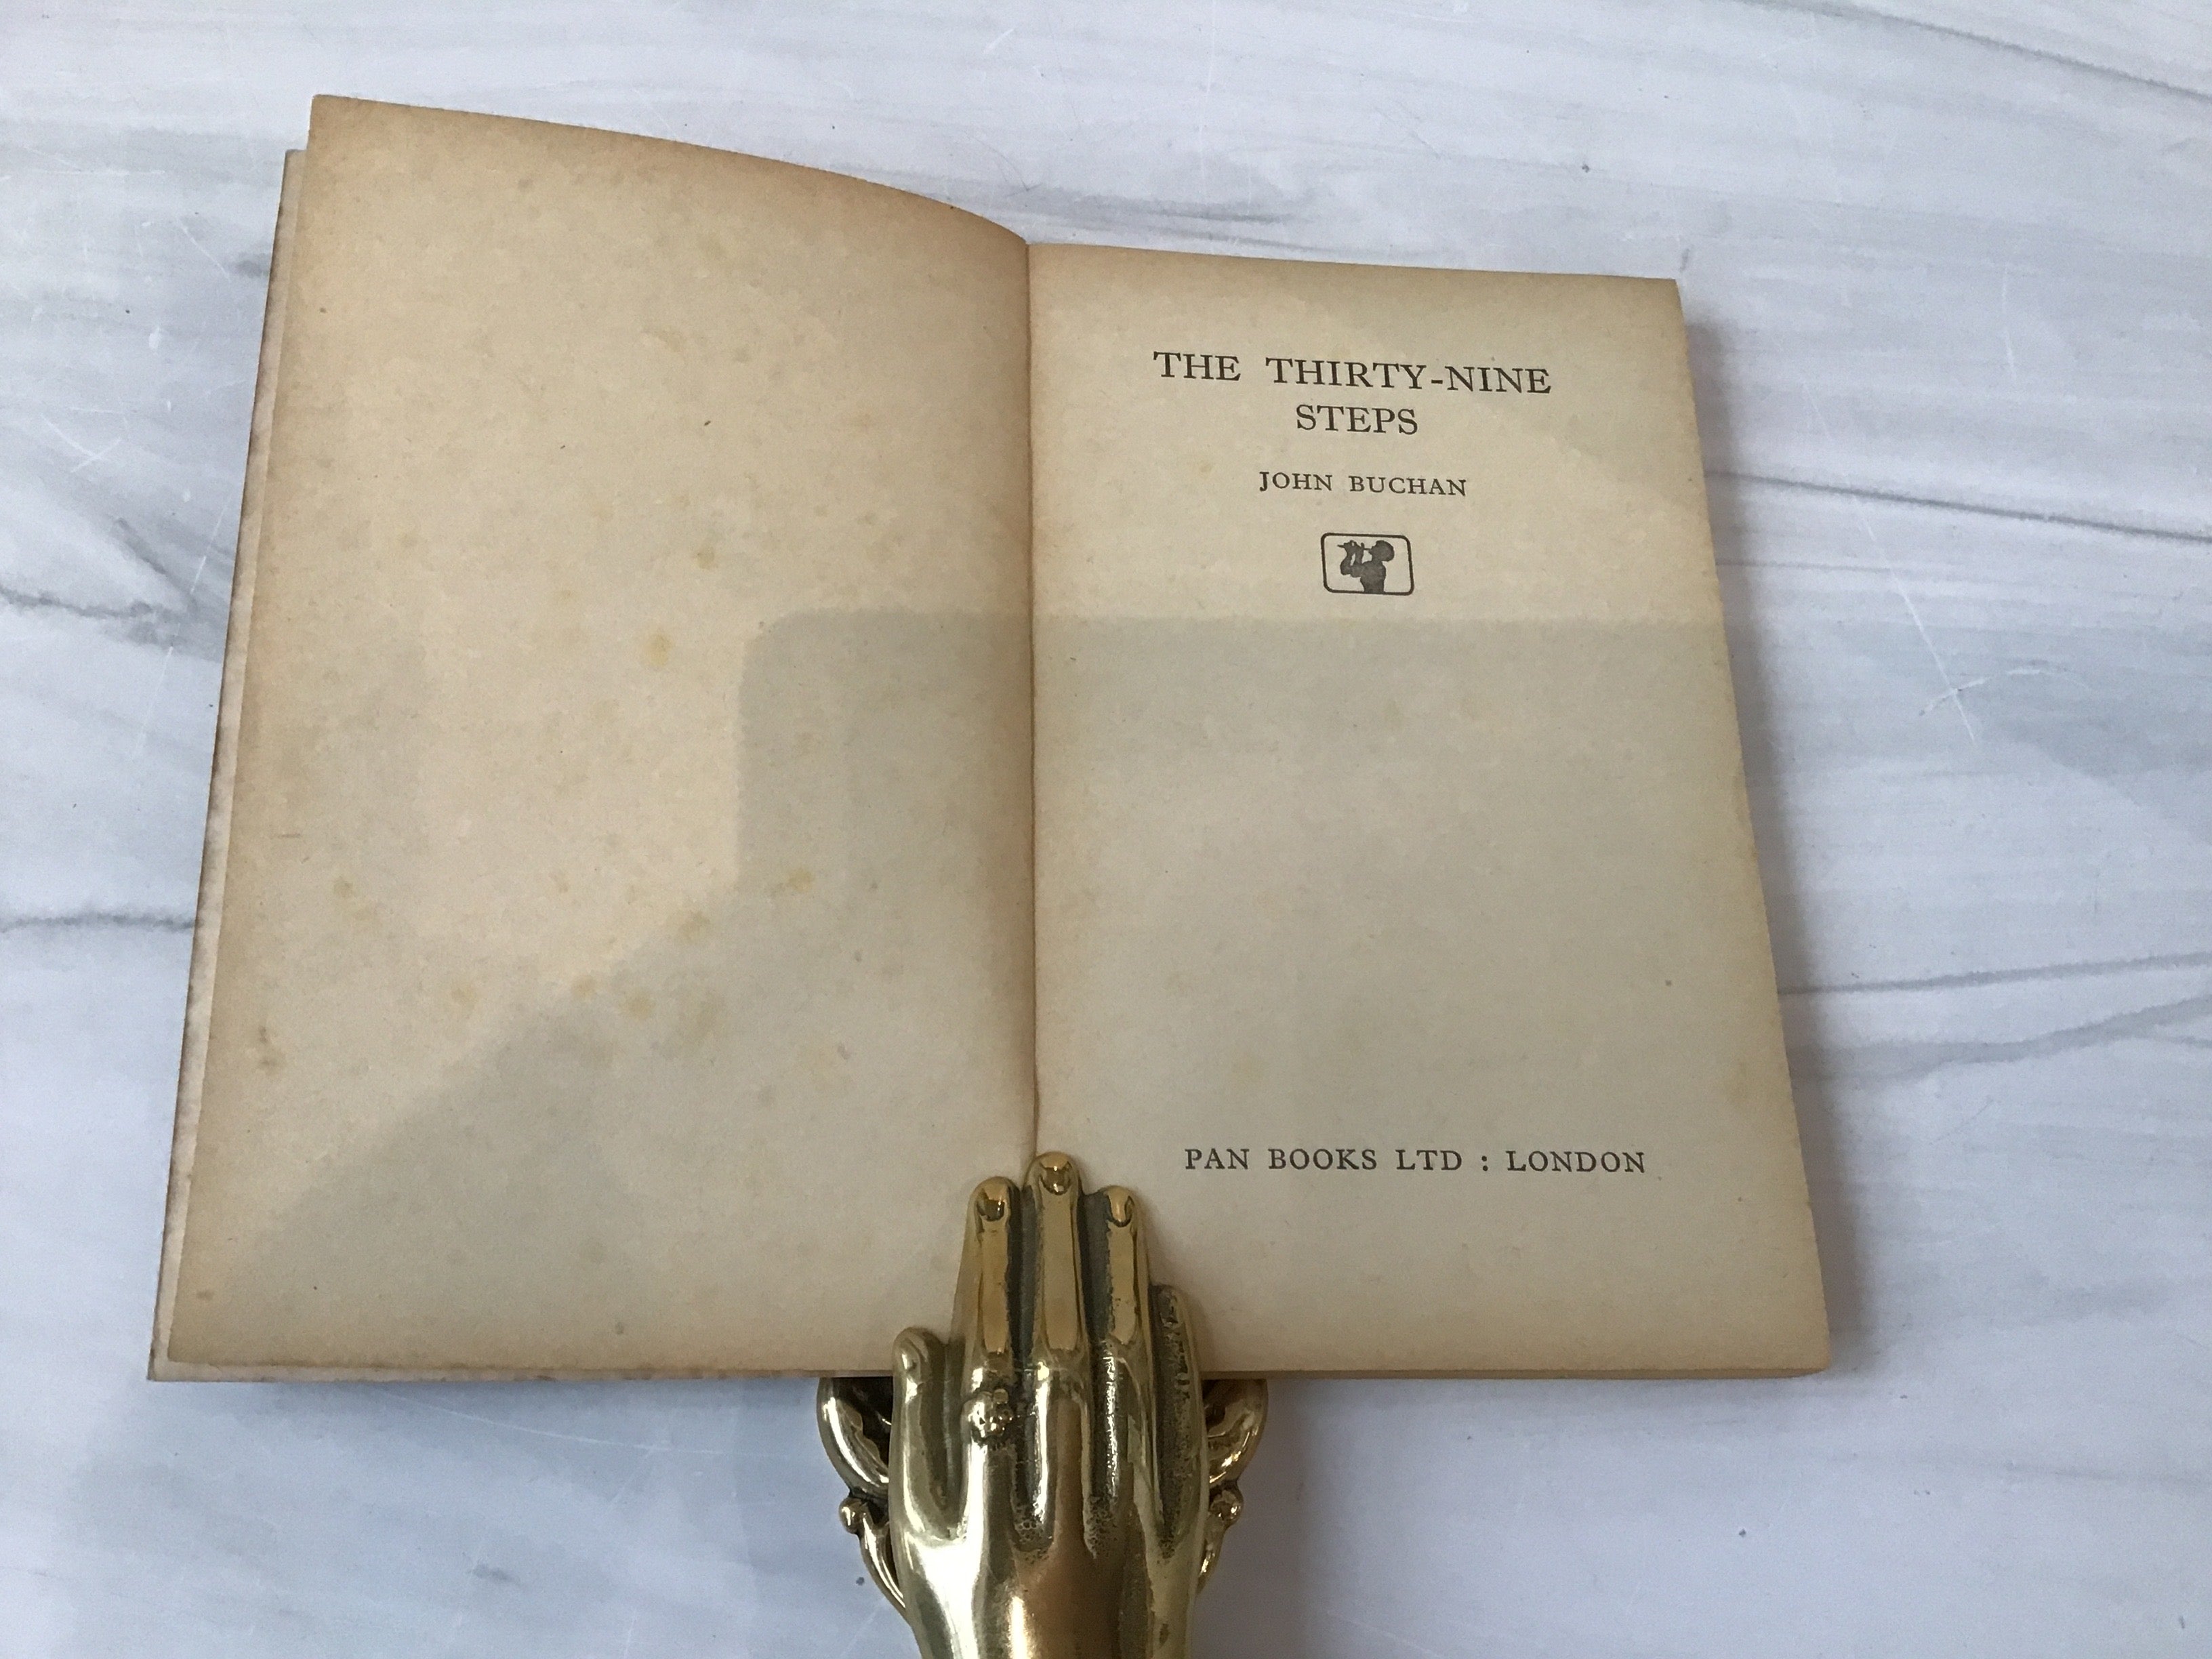 THE THIRTY-NINE
STEPS
JOHN BUCHAN
PAN BOOKS LTD : LONDON